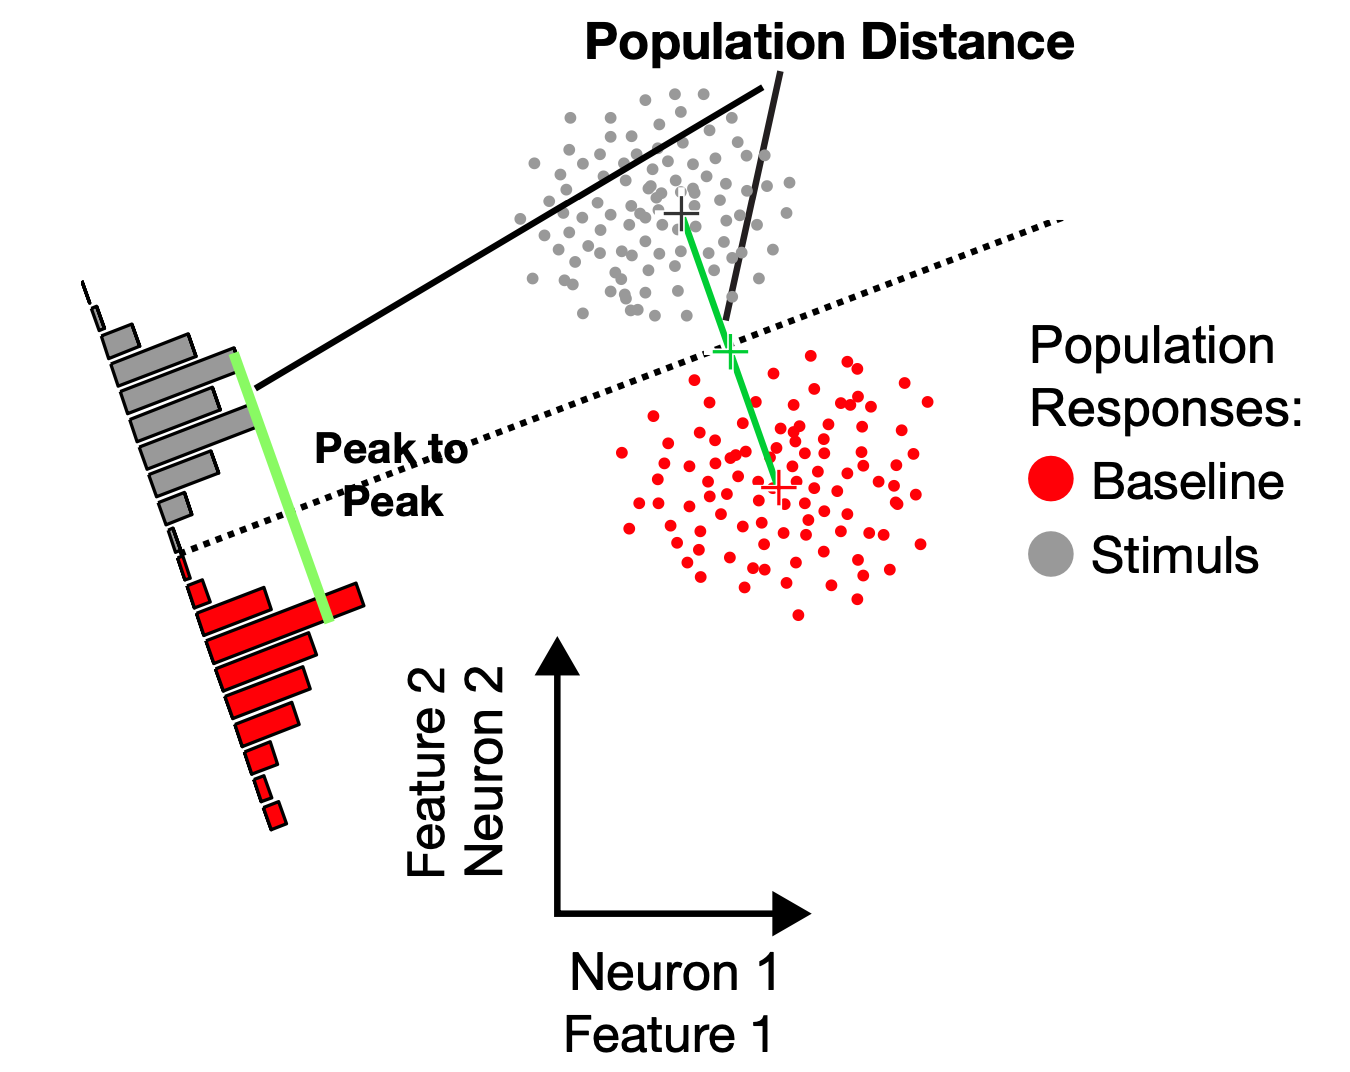 Population Distance
Peak to
Peak
Population
Responses:
Baseline
Stimuls
Feature 2
Neuron 2
Neuron 1
Feature 1